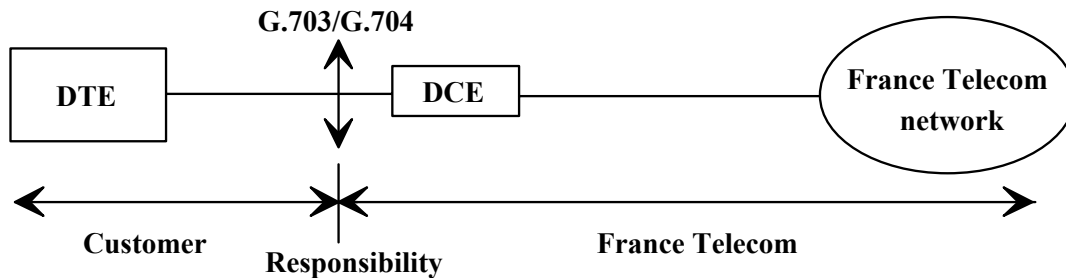 G.703/G.704
DTE
DCE
France Telecom
network
Customer
Responsibility
France Telecom